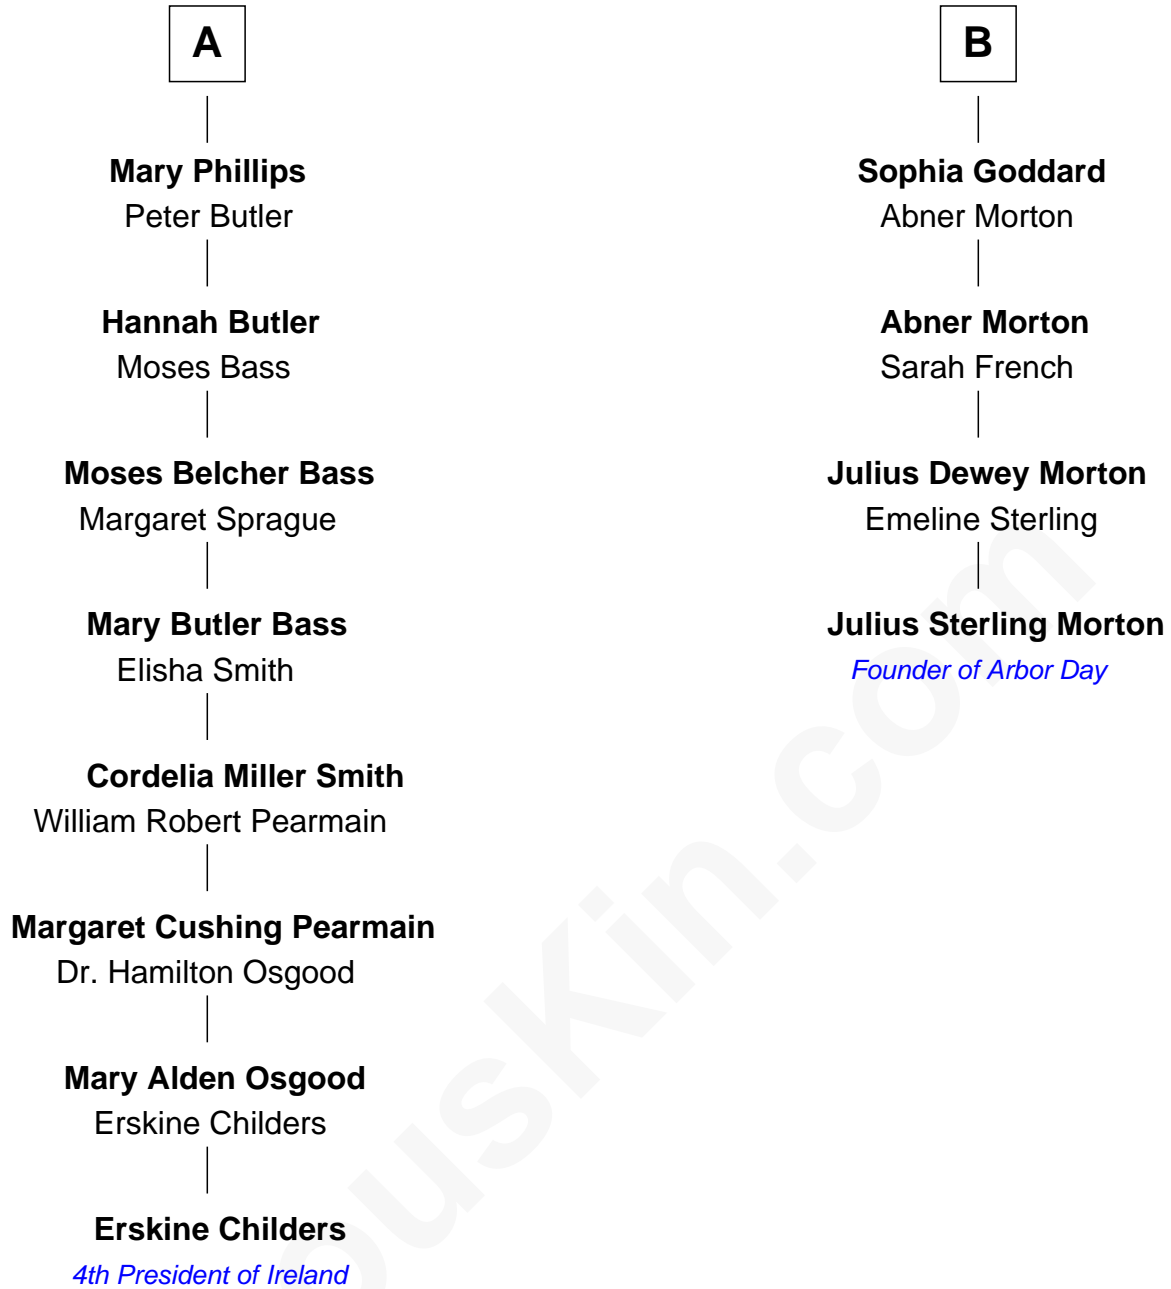 A
Mary Phillips
Peter Butler
Hannah Butler
Moses Bass
Moses Belcher Bass
Margaret Sprague
Mary Butler Bass
Elisha Smith
Cordelia Miller Smith
William Robert Pearmain
Margaret Cushing Pearmain
Dr. Hamilton Osgood
Mary Alden Osgood
Erskine Childers
Erskine Childers
4th President of Ireland
B
Sophia Goddard
Abner Morton
Abner Morton
Sarah French
Julius Dewey Morton
Emeline Sterling
Julius Sterling Morton
Founder of Arbor Day
ousKin.com